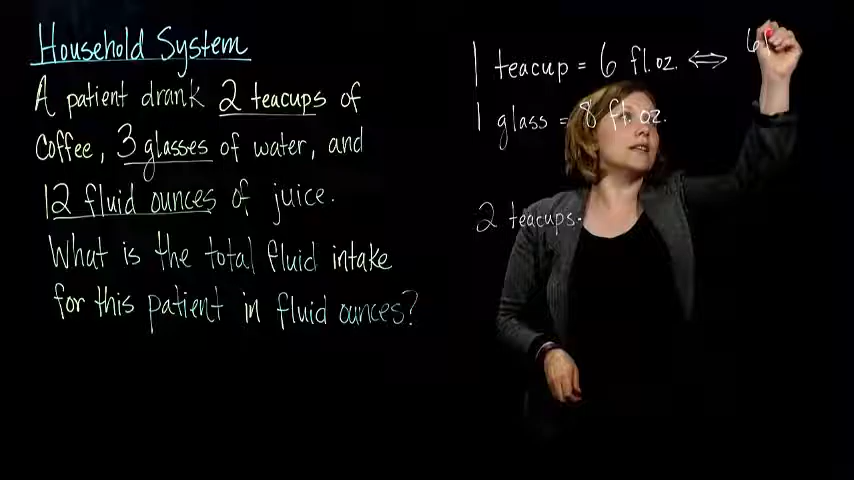 Household System
A patient drank 2 teacups of
Coffee, 3 glasses of water, and
12 fluid ounces of juice.
What is the total fluid intake
for this patient in fluid ounces?
1 teacup = 6 fl. oz. ⇔ 6
1 glass = 8 fl. oz.
2 teacups·